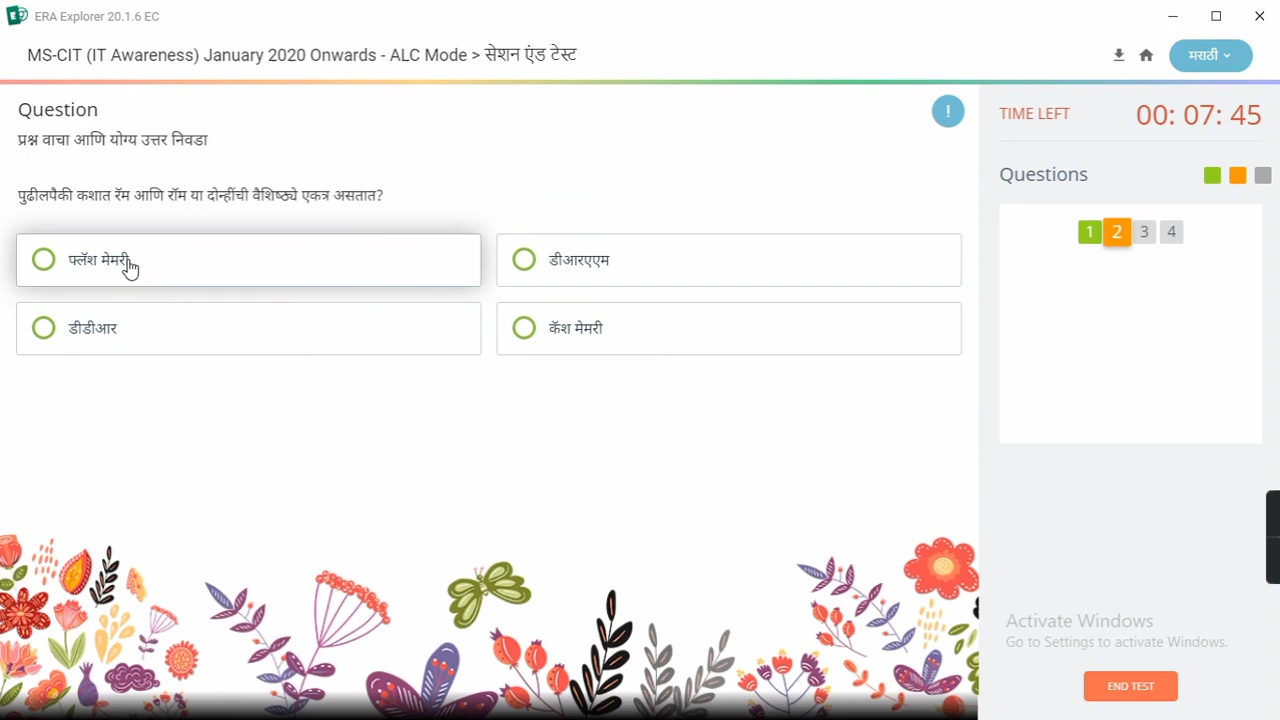 ERA Explorer 20.1.6 EC
MS-CIT (IT Awareness) January 2020 Onwards - ALC Mode > सेशन एंड टेस्ट
मराठी
Question
!
प्रश्न वाचा आणि योग्य उत्तर निवडा
पुढीलपैकी कशात रॅम आणि रॉम या दोन्हींची वैशिष्ठ्ये एकत्र असतात?
फ्लॅश मेमरी
डीआरएएम
डीडीआर
कॅश मेमरी
TIME LEFT 00: 07: 45
Questions
1 2 3 4
Activate Windows
Go to Settings to activate Windows.
END TEST